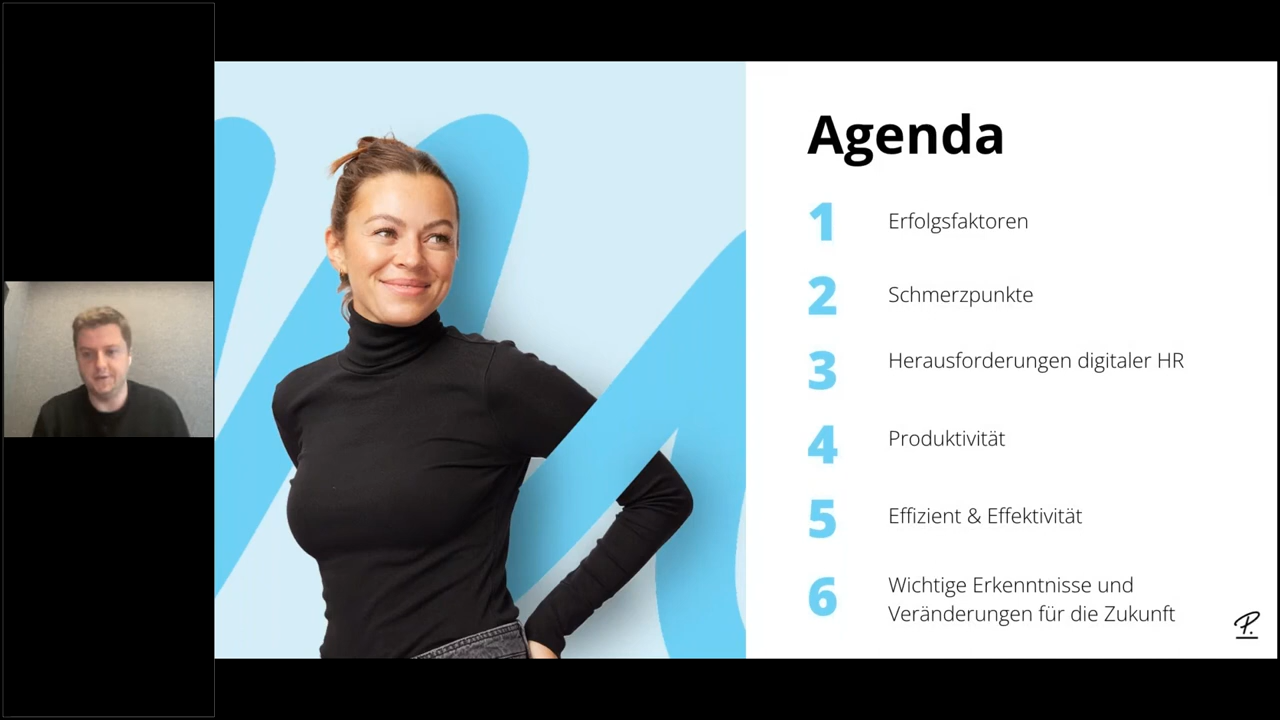 Agenda
1 Erfolgsfaktoren
2 Schmerzpunkte
3 Herausforderungen digitaler HR
4 Produktivität
5 Effizient & Effektivität
6 Wichtige Erkenntnisse und
Veränderungen für die Zukunft
P.